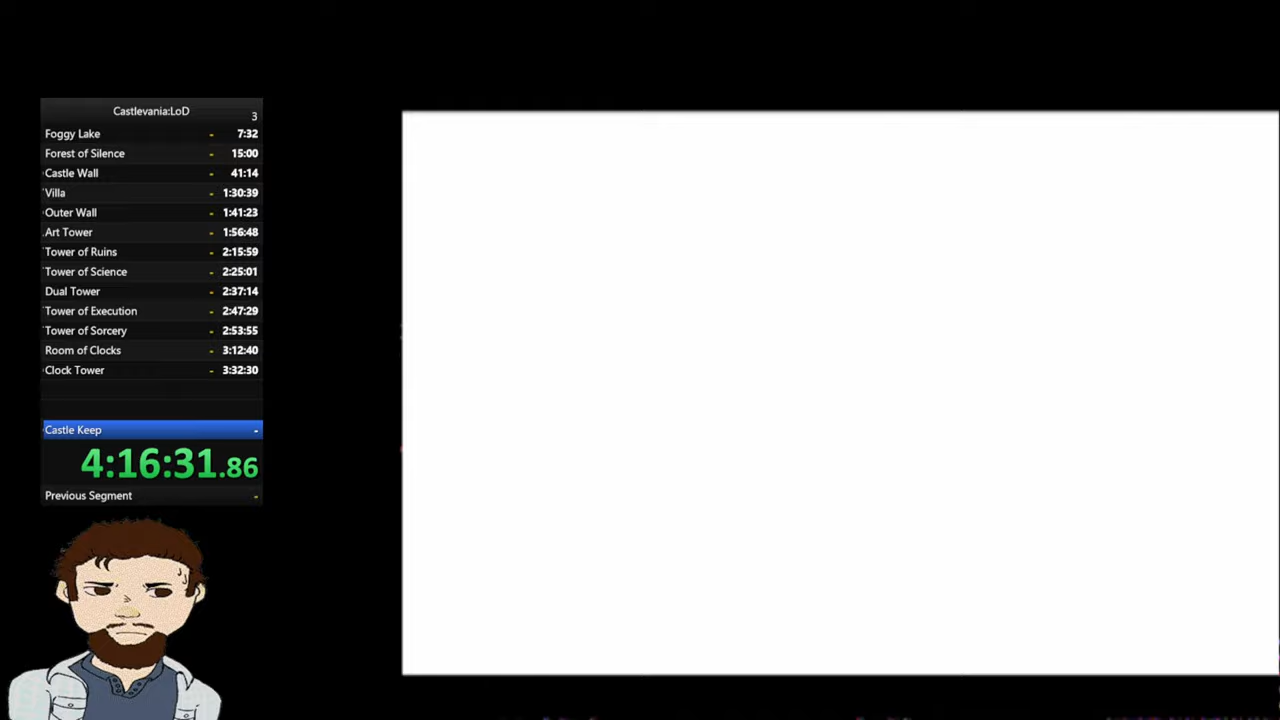 Castlevania:LoD
3
Foggy Lake - 7:32
Forest of Silence - 15:00
Castle Wall - 41:14
Villa - 1:30:39
Outer Wall - 1:41:23
Art Tower - 1:56:48
Tower of Ruins - 2:15:59
Tower of Science - 2:25:01
Dual Tower - 2:37:14
Tower of Execution - 2:47:29
Tower of Sorcery - 2:53:55
Room of Clocks - 3:12:40
Clock Tower - 3:32:30
Castle Keep -
4:16:31.86
Previous Segment -